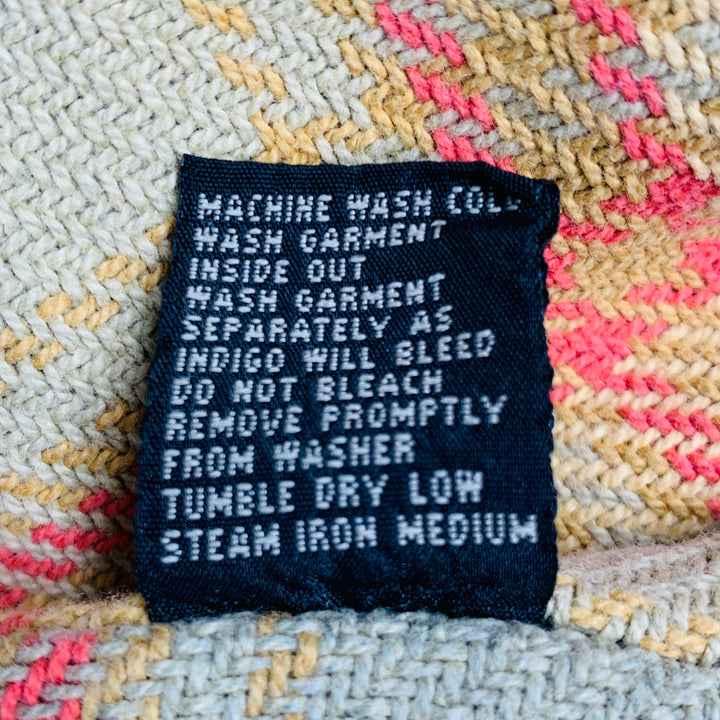 MACHINE WASH COLD
WASH GARMENT
INSIDE OUT
WASH GARMENT
SEPARATELY AS
INDIGO WILL BLEED
DO NOT BLEACH
REMOVE PROMPTLY
FROM WASHER
TUMBLE DRY LOW
STEAM IRON MEDIUM